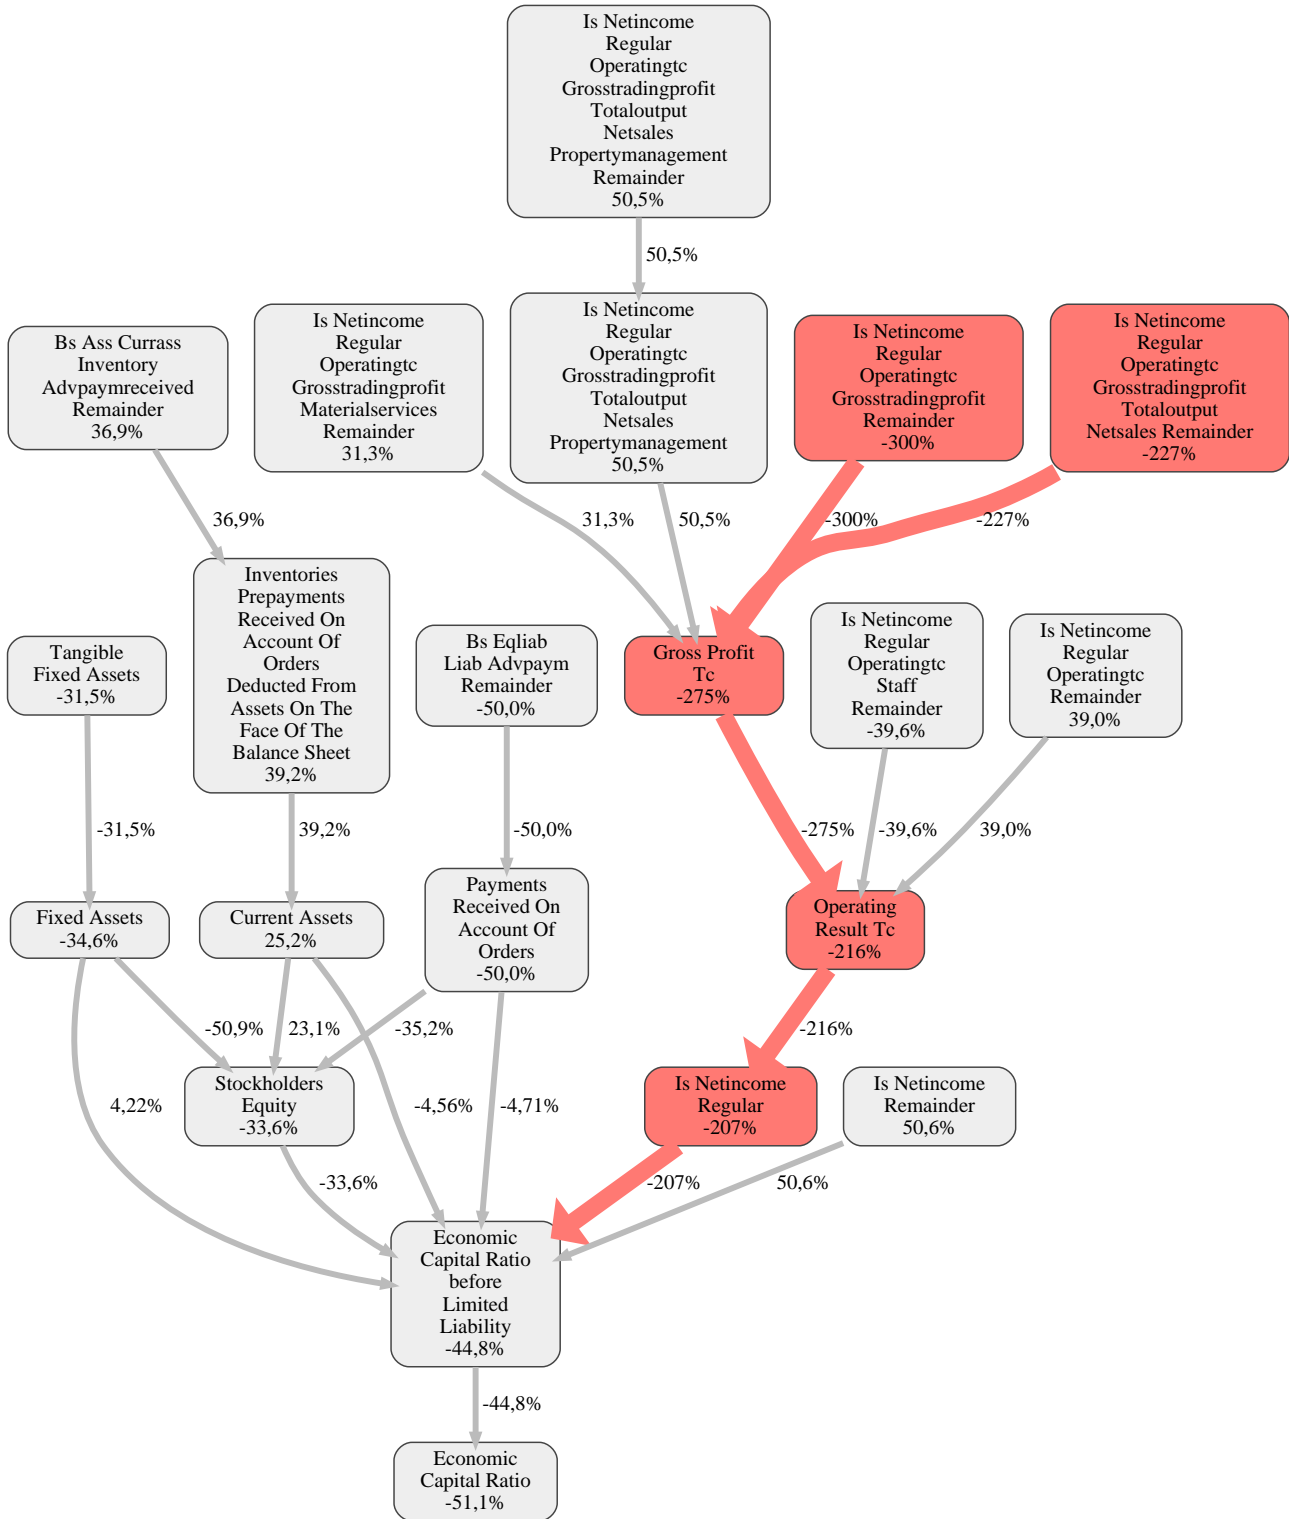 Is Netincome
Regular
Operatingtc
Grosstradingprofit
Totaloutput
Netsales
Propertymanagement
Remainder
50,5%
50,5%
Bs Ass Currass
Inventory
Advpaymreceived
Remainder
36,9%
Is Netincome
Regular
Operatingtc
Grosstradingprofit
Materialservices
Remainder
31,3%
Is Netincome
Regular
Operatingtc
Grosstradingprofit
Totaloutput
Netsales
Propertymanagement
50,5%
Is Netincome
Regular
Operatingtc
Grosstradingprofit
Remainder
-300%
Is Netincome
Regular
Operatingtc
Grosstradingprofit
Totaloutput
Netsales Remainder
-227%
36,9%
31,3%
50,5%
-300%
-227%
Tangible
Fixed Assets
-31,5%
Inventories
Prepayments
Received On
Account Of
Orders
Deducted From
Assets On The
Face Of The
Balance Sheet
39,2%
Bs Eqliab
Liab Advpaym
Remainder
-50,0%
Gross Profit
Tc
-275%
Is Netincome
Regular
Operatingtc
Staff
Remainder
-39,6%
Is Netincome
Regular
Operatingtc
Remainder
39,0%
-31,5%
39,2%
-50,0%
-275%
-39,6%
39,0%
Fixed Assets
-34,6%
Current Assets
25,2%
Payments
Received On
Account Of
Orders
-50,0%
Operating
Result Tc
-216%
-50,9%
23,1%
-35,2%
-216%
Stockholders
Equity
-33,6%
Is Netincome
Regular
-207%
Is Netincome
Remainder
50,6%
4,22%
-4,56%
-4,71%
-33,6%
-207%
50,6%
Economic
Capital Ratio
before
Limited
Liability
-44,8%
-44,8%
Economic
Capital Ratio
-51,1%